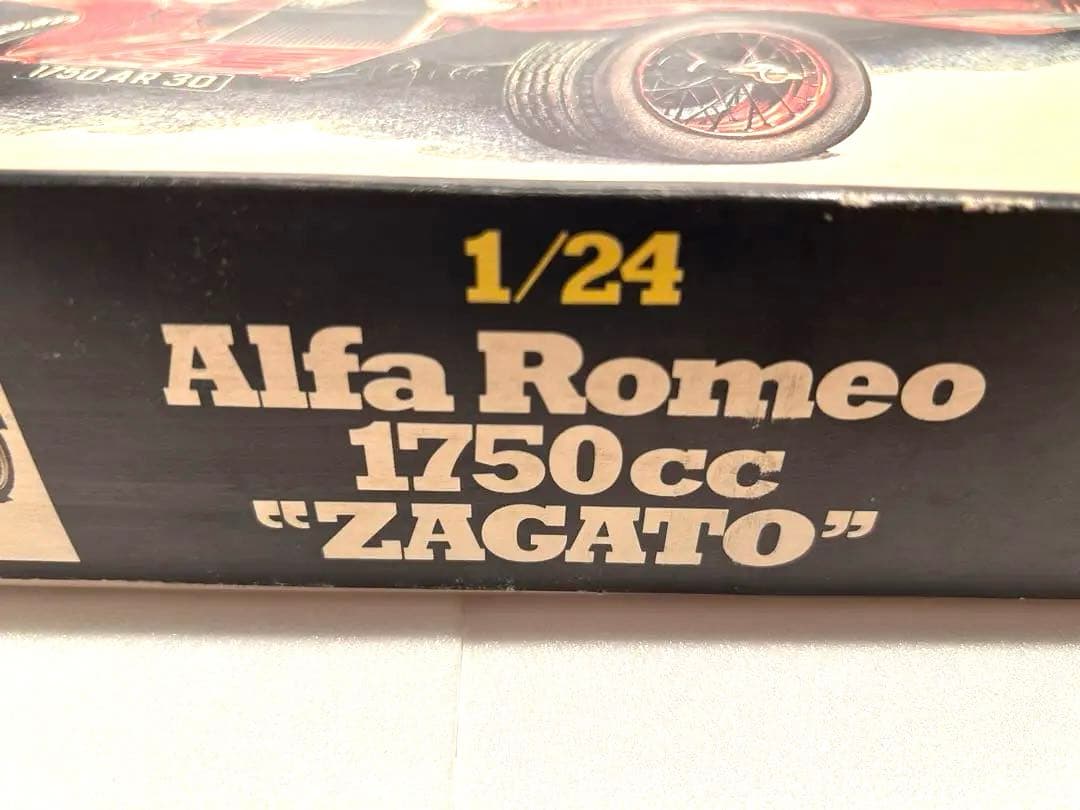 1750 AR 30
1/24
Alfa Romeo
1750cc
“ZAGATO”